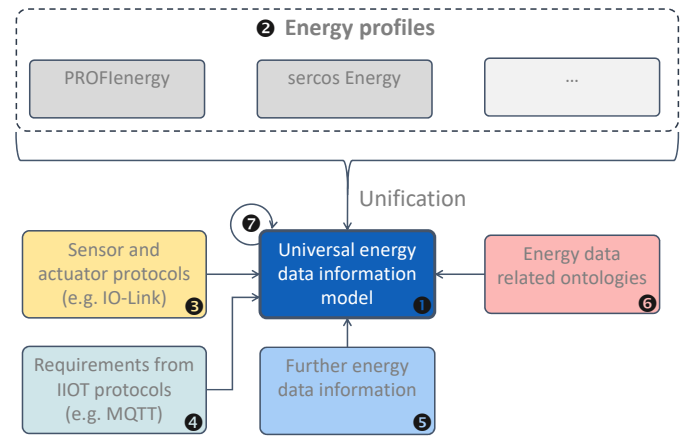 ❷ Energy profiles
PROFIenergy
sercos Energy
...
Unification
❼
Sensor and
actuator protocols
(e.g. IO-Link)
❸
Universal energy
data information
model
❶
Energy data
related ontologies
❻
Requirements from
IIOT protocols
(e.g. MQTT)
❹
Further energy
data information
❺